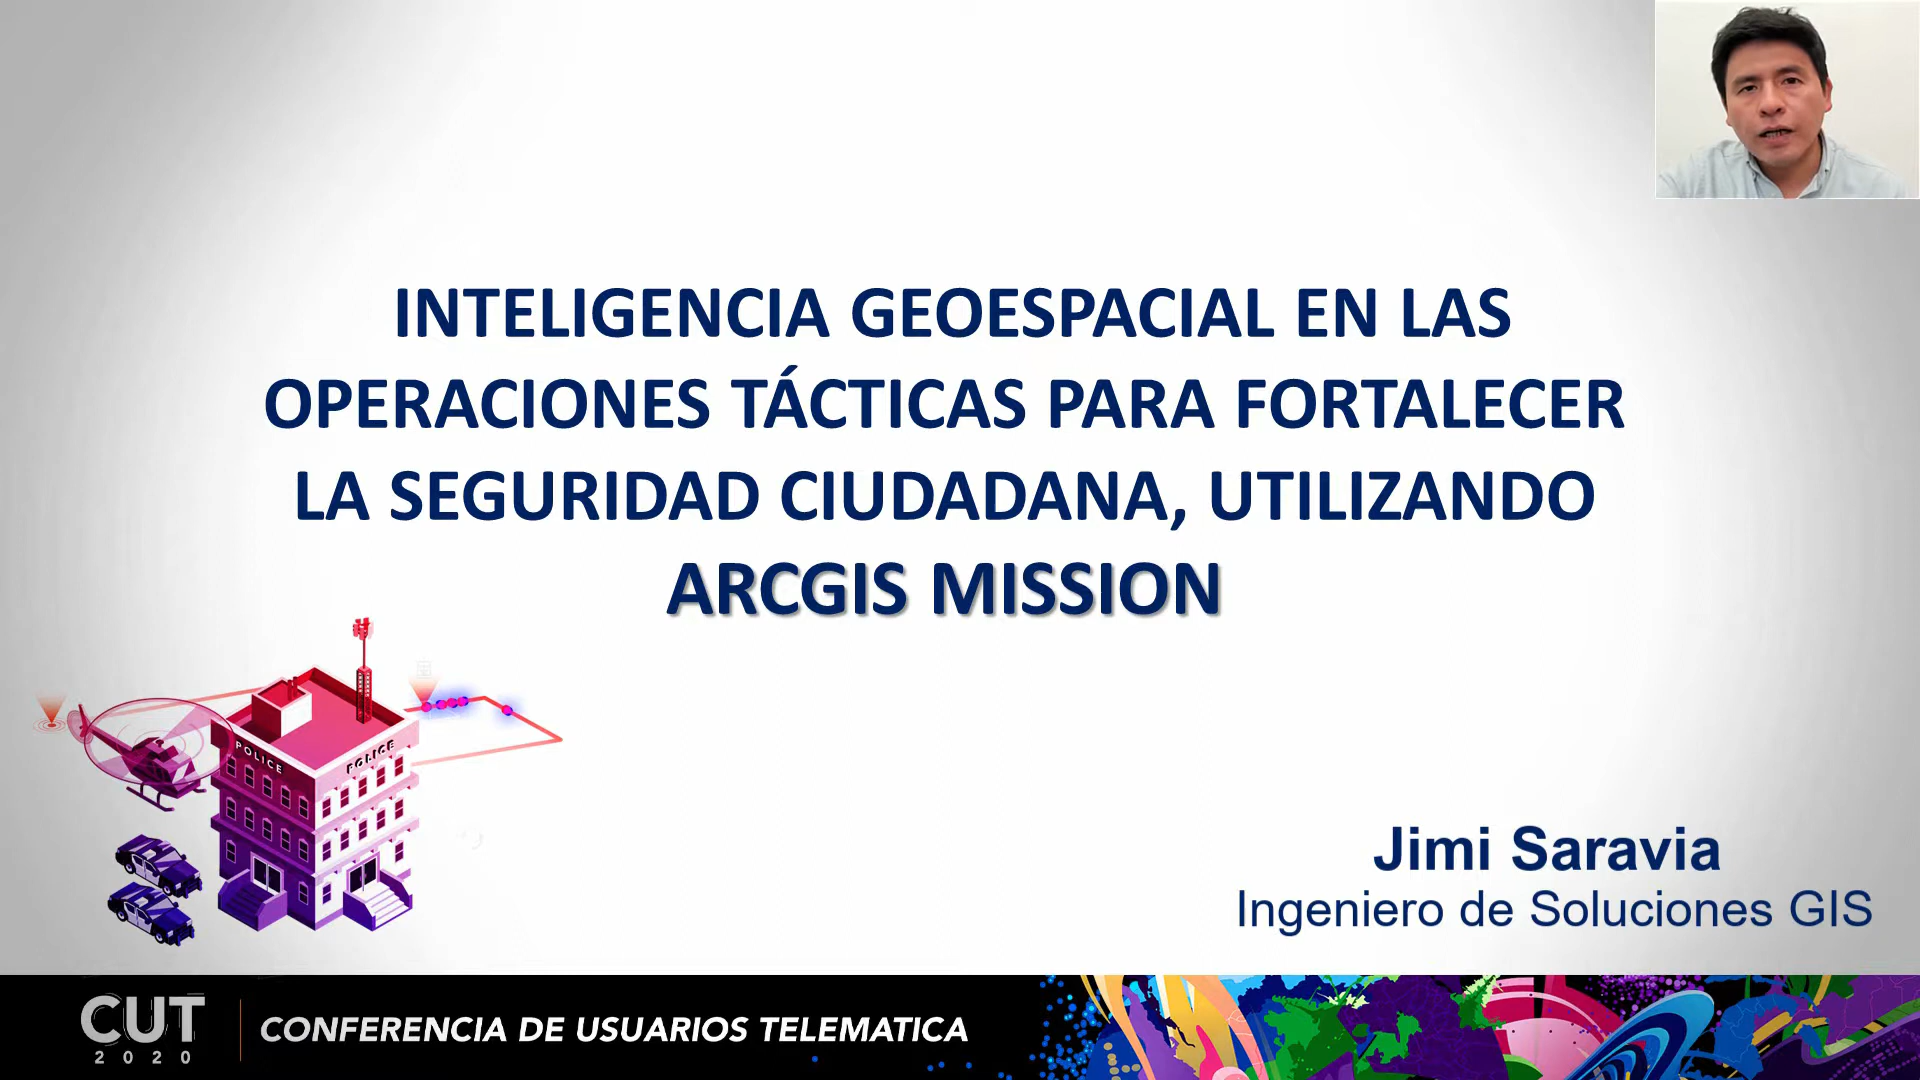 INTELIGENCIA GEOESPACIAL EN LAS
OPERACIONES TÁCTICAS PARA FORTALECER
LA SEGURIDAD CIUDADANA, UTILIZANDO
ARCGIS MISSION
POLICE
POLICE
Jimi Saravia
Ingeniero de Soluciones GIS
CUT
2020
CONFERENCIA DE USUARIOS TELEMATICA